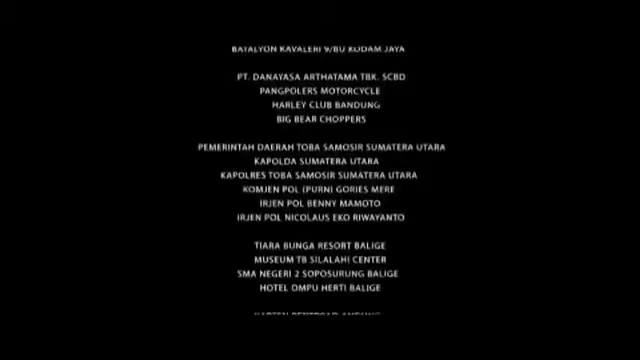 BATALYON KAVALERI 9/BU KODAM JAYA
PT. DANAYASA ARTHATAMA TBK. SCBD
PANGPOLERS MOTORCYCLE
HARLEY CLUB BANDUNG
BIG BEAR CHOPPERS
PEMERINTAH DAERAH TOBA SAMOSIR SUMATERA UTARA
KAPOLDA SUMATERA UTARA
KAPOLRES TOBA SAMOSIR SUMATERA UTARA
KOMJEN POL (PURN) GORIES MERE
IRJEN POL BENNY MAMOTO
IRJEN POL NICOLAUS EKO RIWAYANTO
TIARA BUNGA RESORT BALIGE
MUSEUM TB SILALAHI CENTER
SMA NEGERI 2 SOPOSURUNG BALIGE
HOTEL OMPU HERTI BALIGE